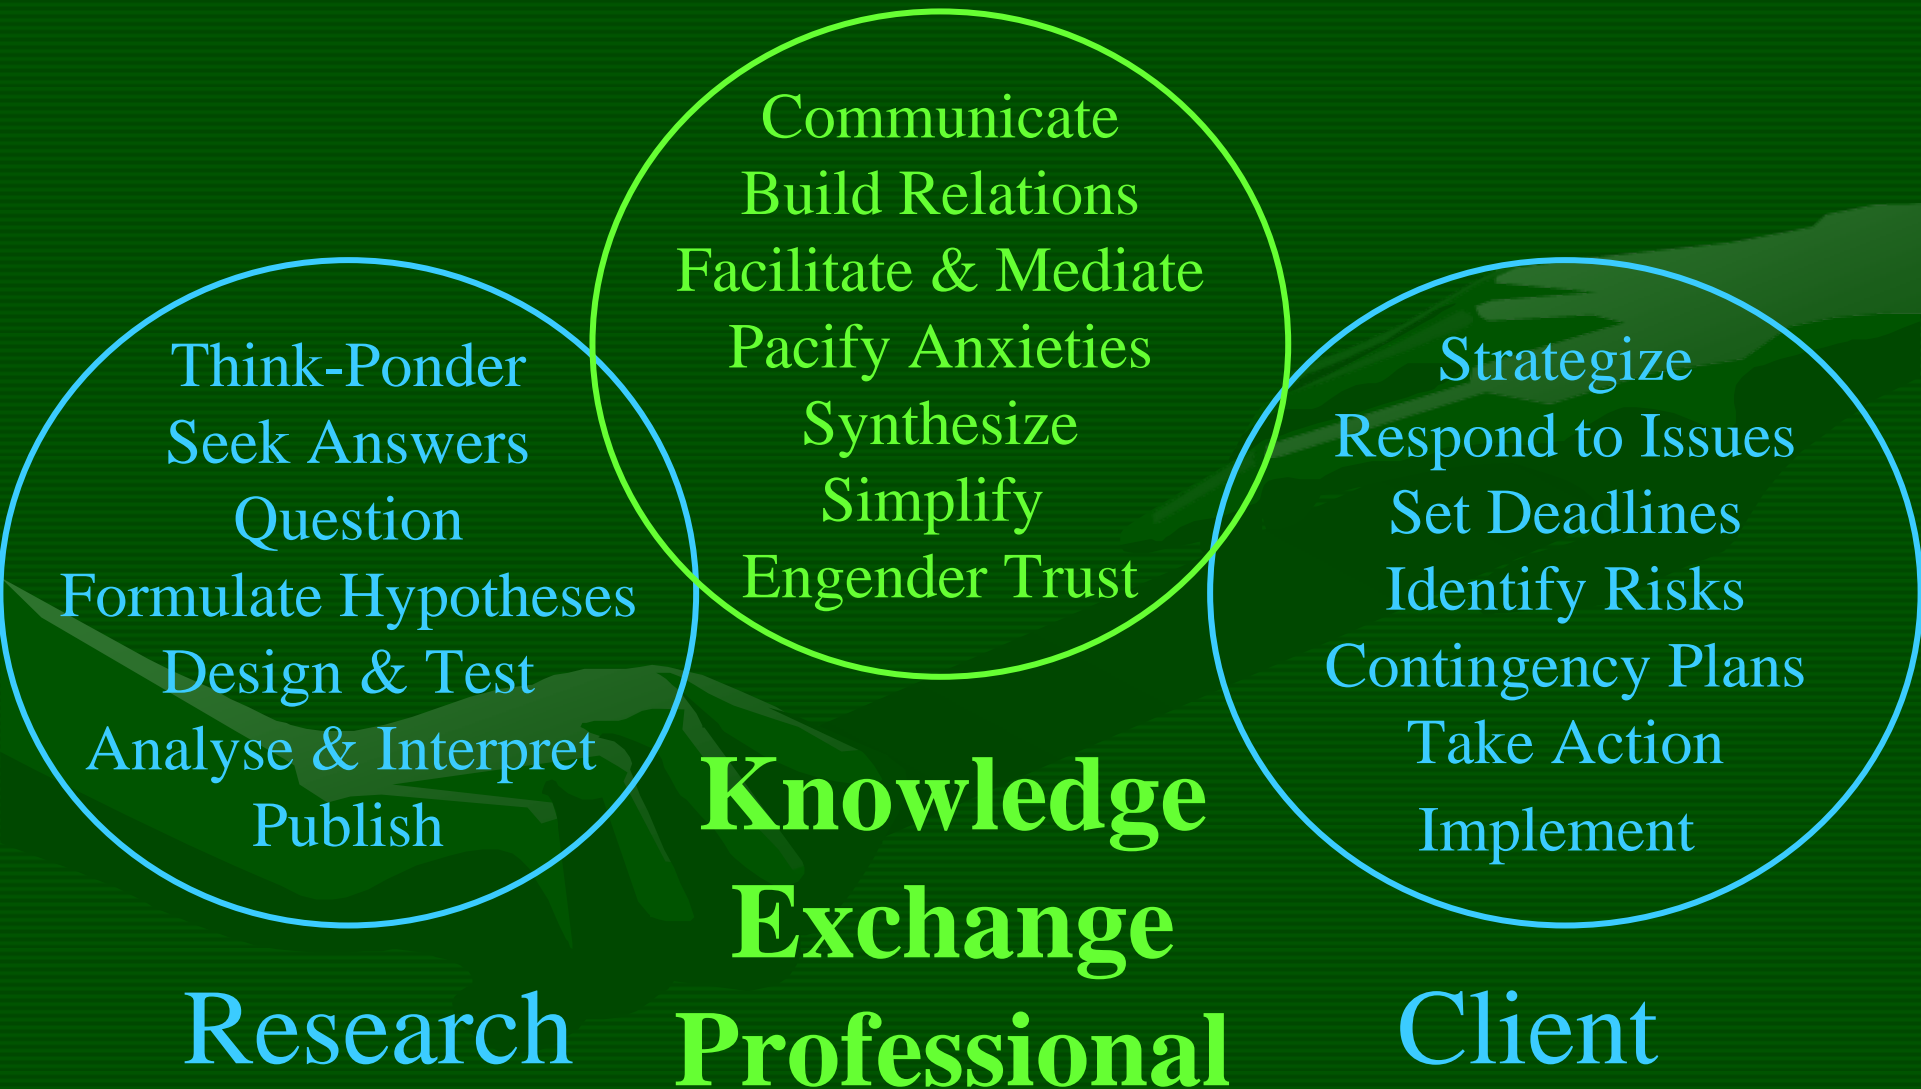 Communicate
Build Relations
Facilitate & Mediate
Pacify Anxieties
Synthesize
Simplify
Engender Trust
Think-Ponder
Seek Answers
Question
Formulate Hypotheses
Design & Test
Analyse & Interpret
Publish
Strategize
Respond to Issues
Set Deadlines
Identify Risks
Contingency Plans
Take Action
Implement
Research
Knowledge
Exchange
Professional
Client